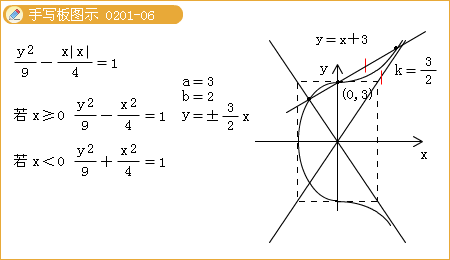 手写板图示 0201-06
y²/9 - x|x|/4 = 1
a = 3
b = 2
y = ± 3/2 x
若 x ≥ 0 y²/9 - x²/4 = 1
若 x < 0 y²/9 + x²/4 = 1
y = x + 3
y
k = 3/2
(0,3)
x